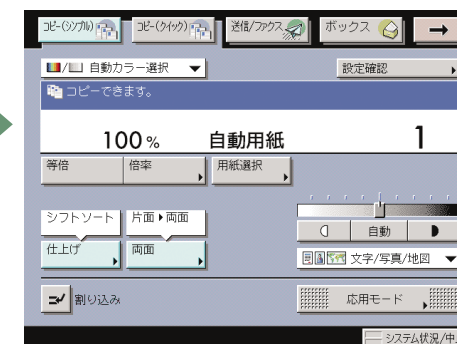 コピー(シンプル) コピー(クイック) 送信/ファクス ボックス →
/ 自動カラー選択 ▼ 設定確認
コピーできます。
100% 自動用紙 1
等倍 倍率 用紙選択
シフトソート 片面▶両面
自動
仕上げ 両面
文字/写真/地図 ▼
割り込み 応用モード
システム状況/中